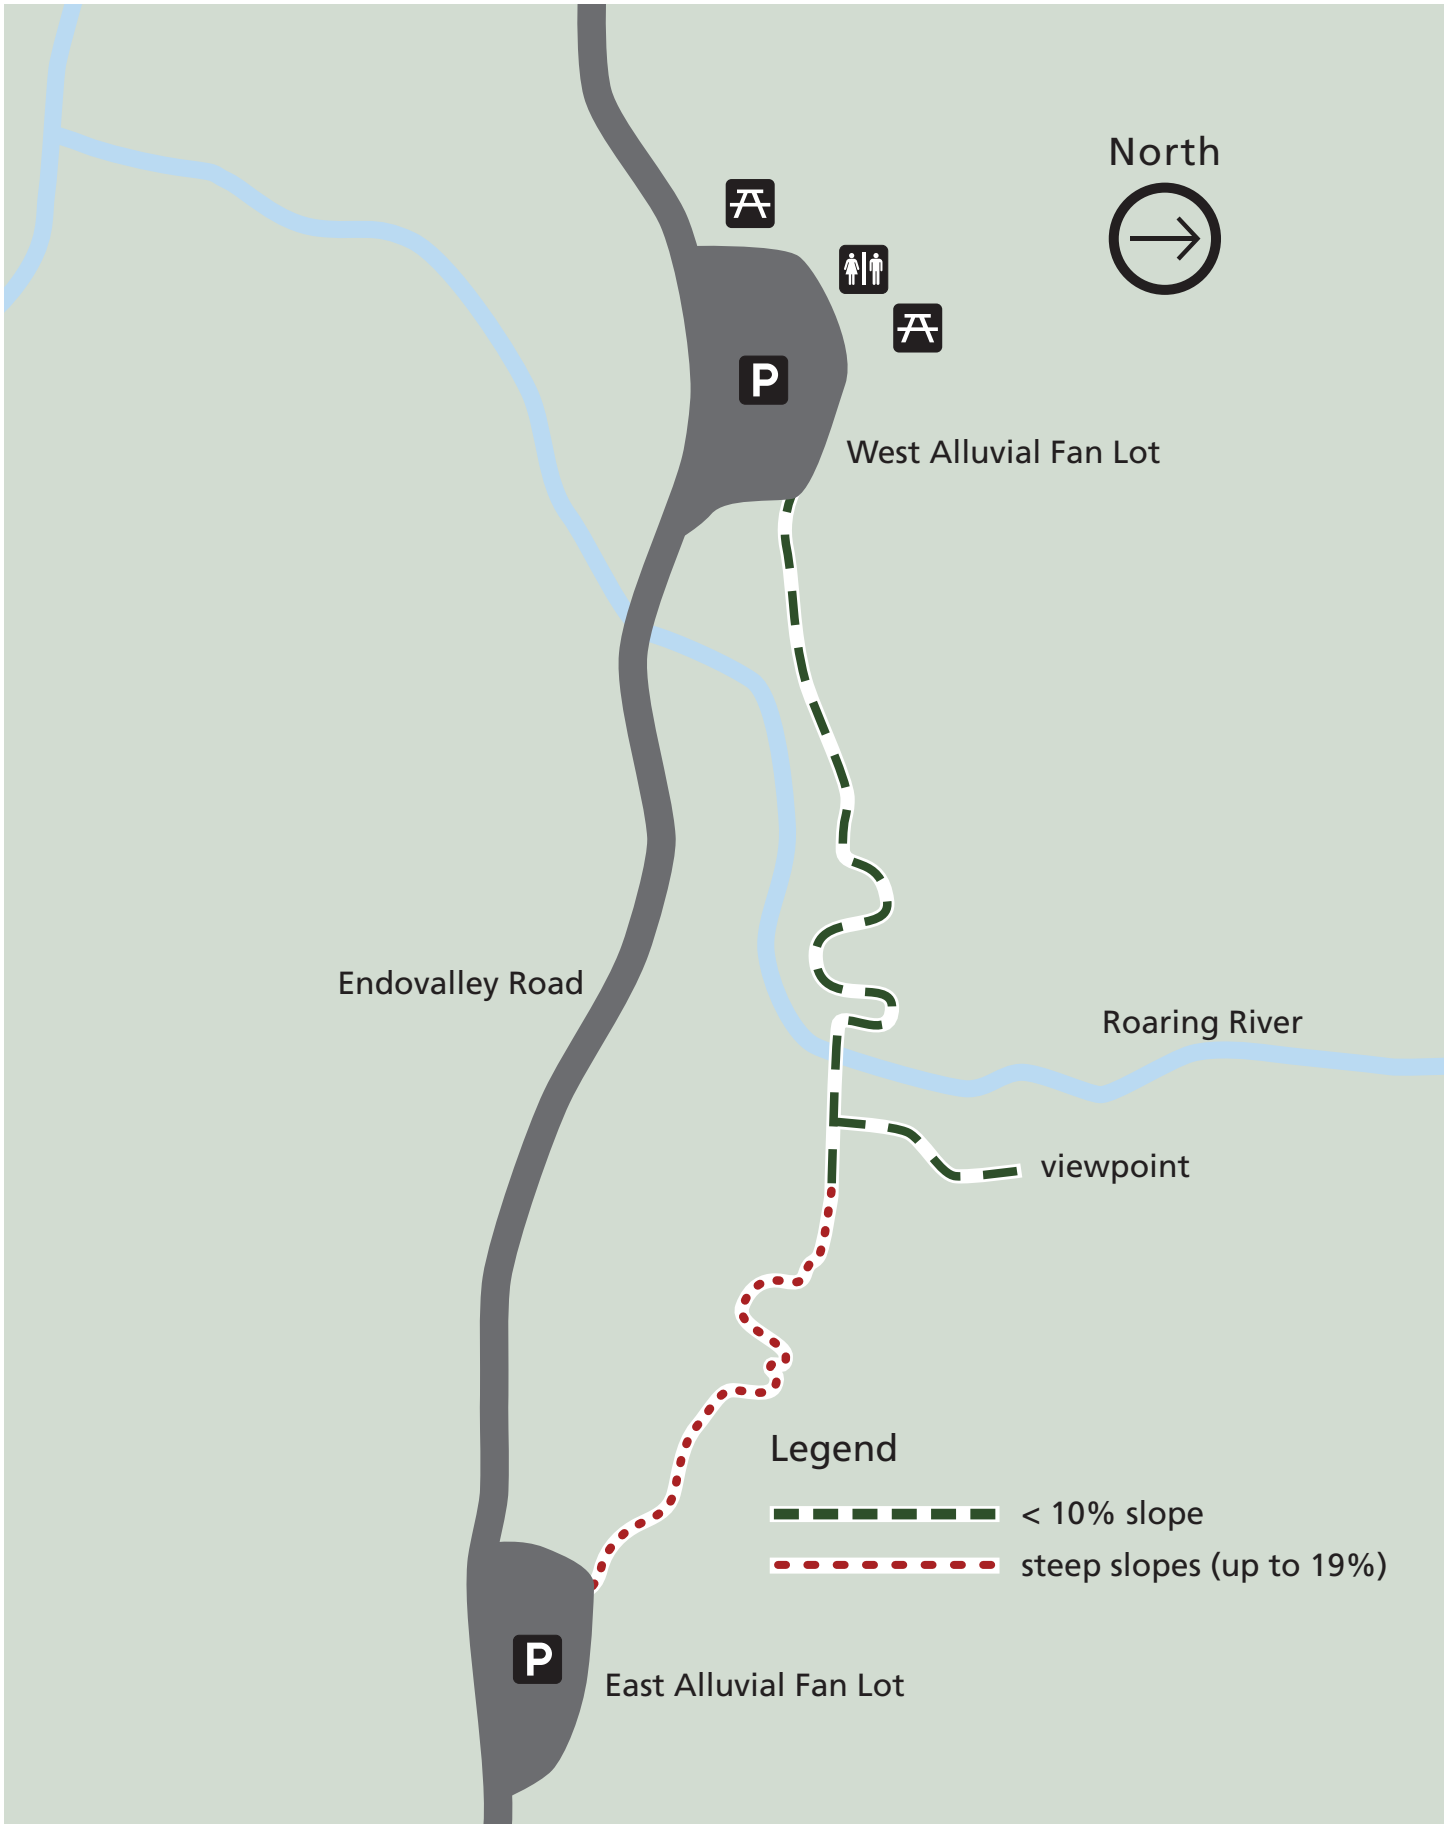 North
P
West Alluvial Fan Lot
Endovalley Road
Roaring River
viewpoint
Legend
< 10% slope
steep slopes (up to 19%)
P
East Alluvial Fan Lot